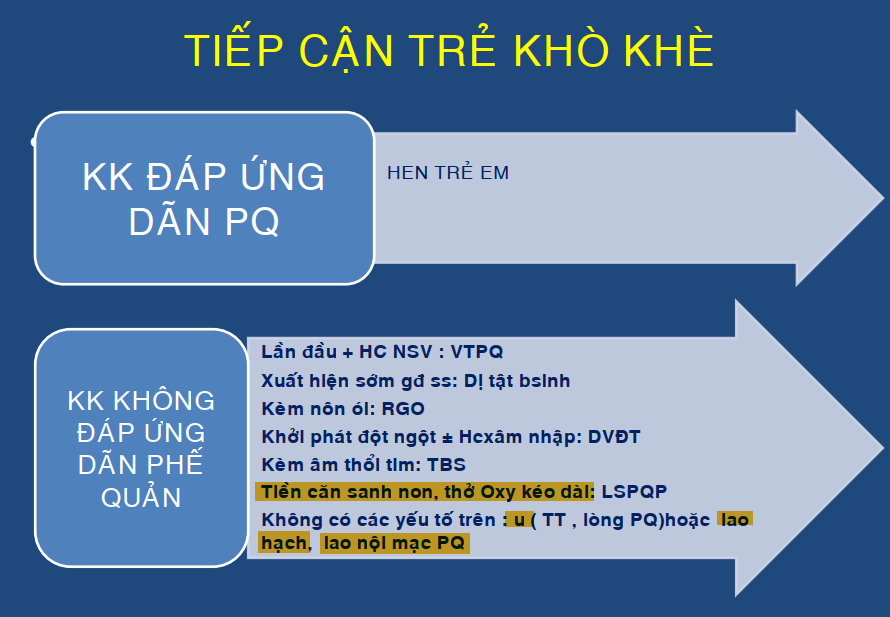 TIẾP CẬN TRẺ KHÒ KHÈ
KK ĐÁP ỨNG
DÃN PQ
HEN TRẺ EM
KK KHÔNG
ĐÁP ỨNG
DÃN PHẾ
QUẢN
Lần đầu + HC NSV : VTPQ
Xuất hiện sớm gđ ss: Dị tật bsinh
Kèm nôn ói: RGO
Khởi phát đột ngột ± Hcxâm nhập: DVĐT
Kèm âm thổi tim: TBS
Tiền căn sanh non, thở Oxy kéo dài: LSPQP
Không có các yếu tố trên : u ( TT , lòng PQ)hoặc lao
hạch, lao nội mạc PQ